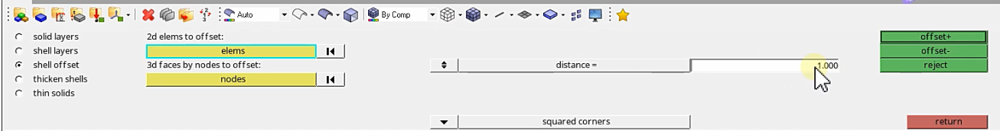 Auto By Comp
solid layers 2d elems to offset: offset+
shell layers elems offset-
shell offset 3d faces by nodes to offset: distance = 1.000 reject
thicken shells nodes
thin solids
squared corners return